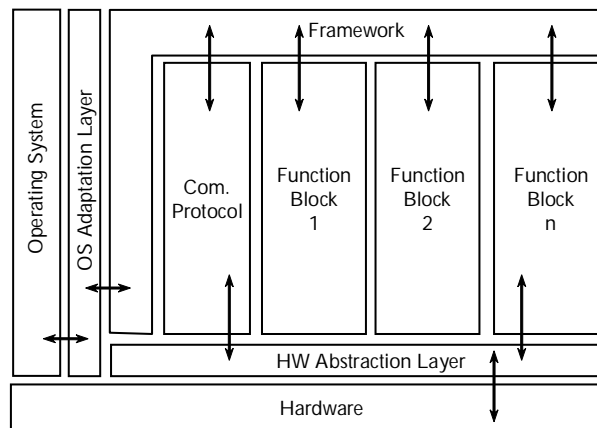 Framework
Operating System
OS Adaptation Layer
Com.
Protocol
Function
Block
1
Function
Block
2
Function
Block
n
HW Abstraction Layer
Hardware